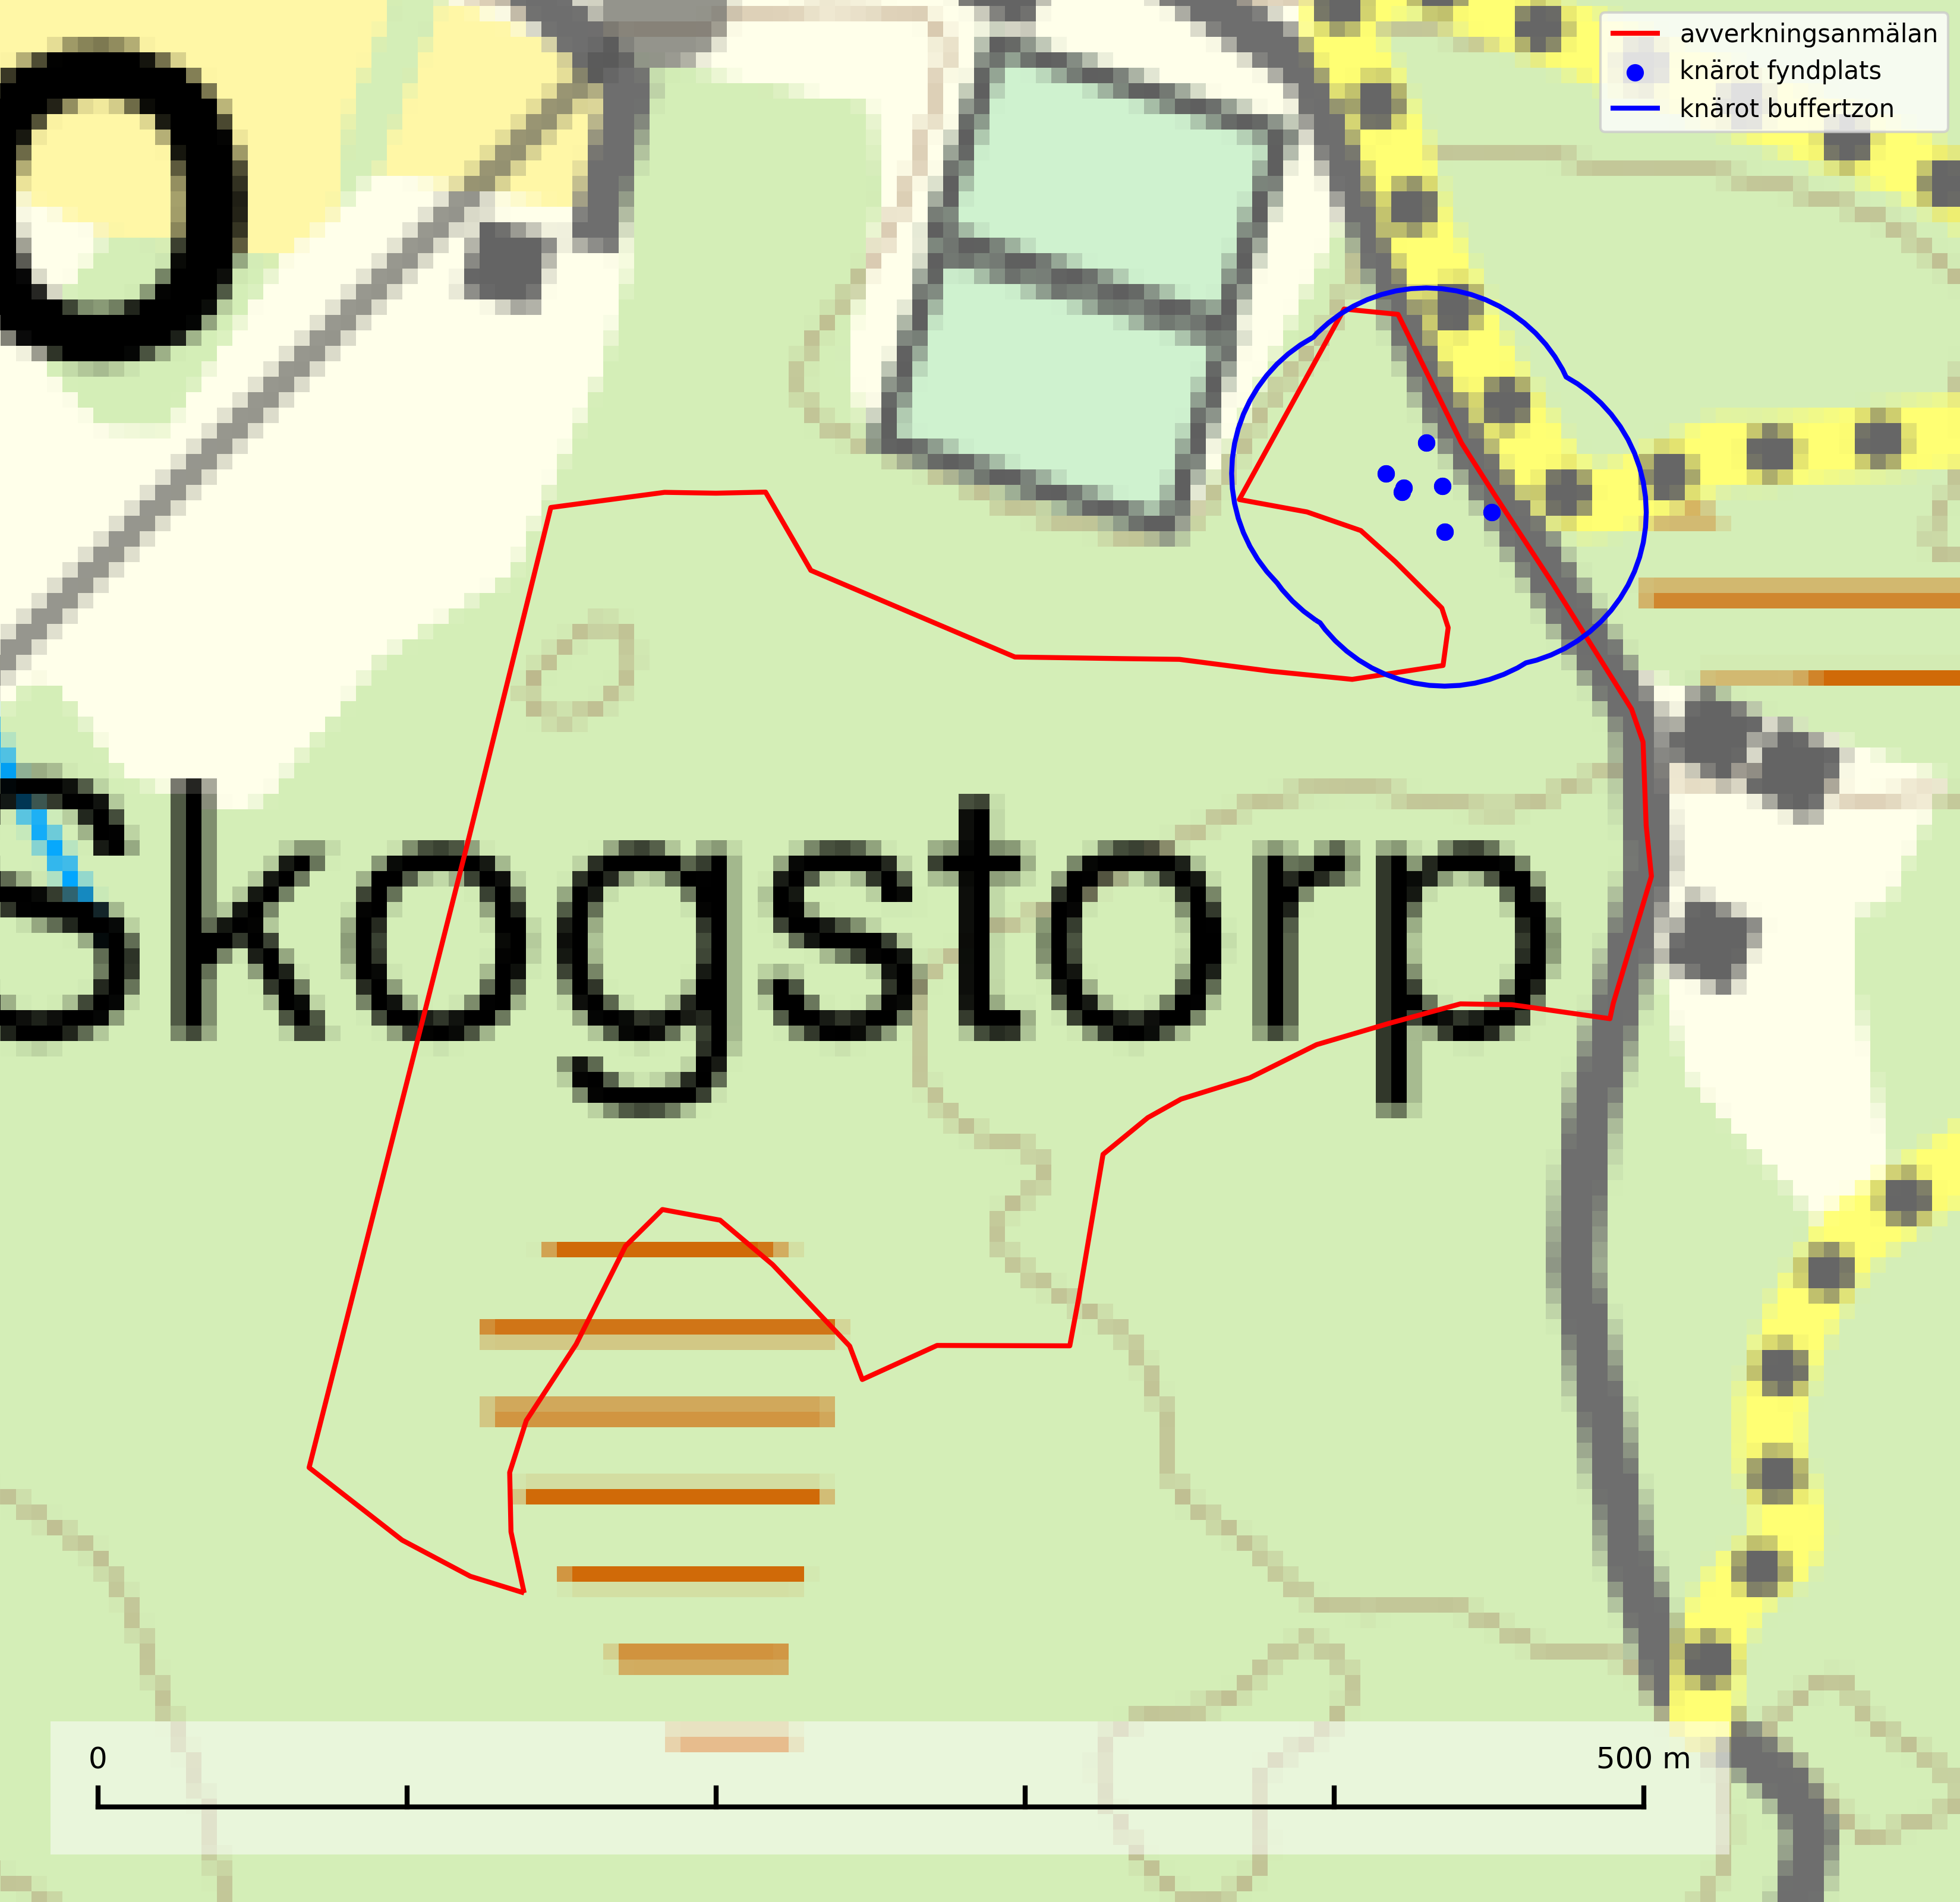 avverkningsanmälan
knärot fyndplats
knärot buffertzon
O
Skogstorp
0 500 m